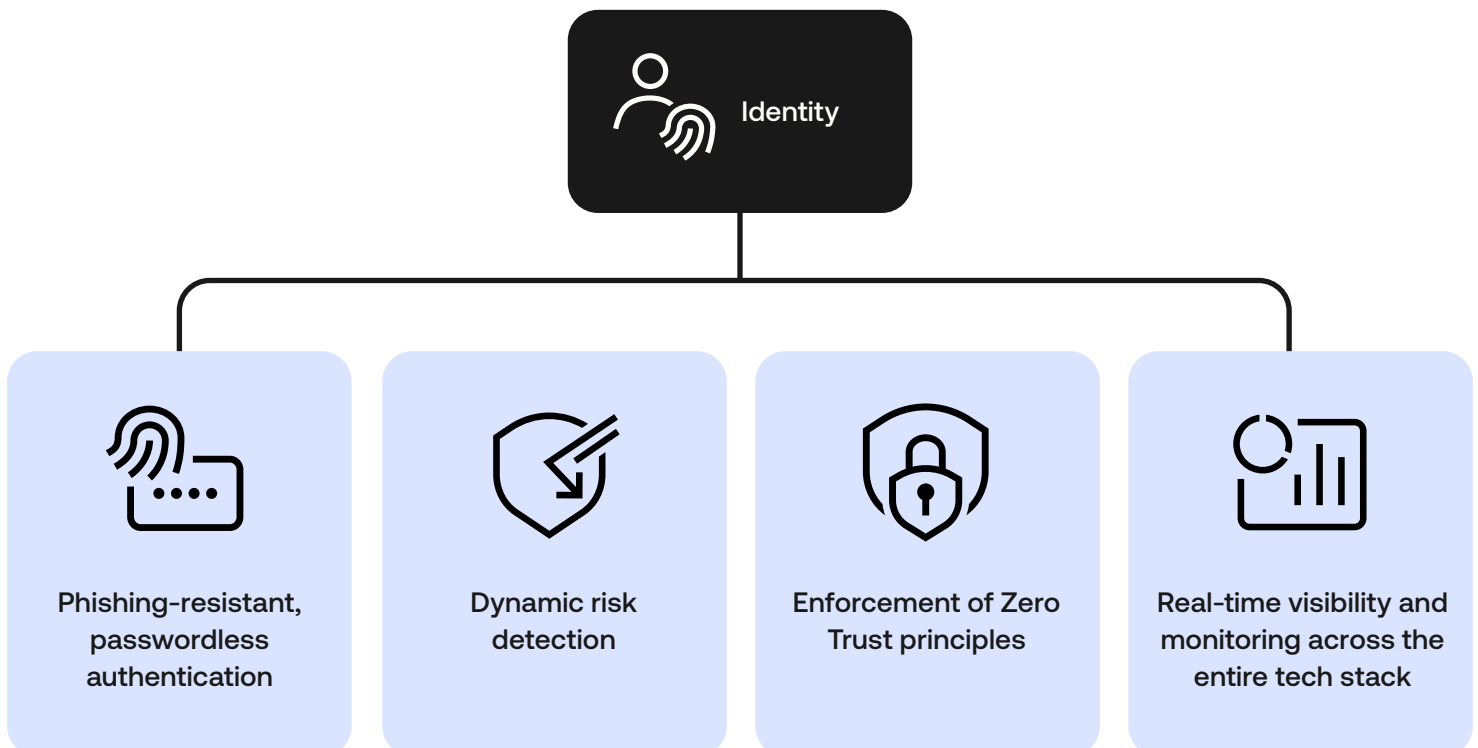 Identity
Phishing-resistant,
passwordless
authentication
Dynamic risk
detection
Enforcement of Zero
Trust principles
Real-time visibility and
monitoring across the
entire tech stack